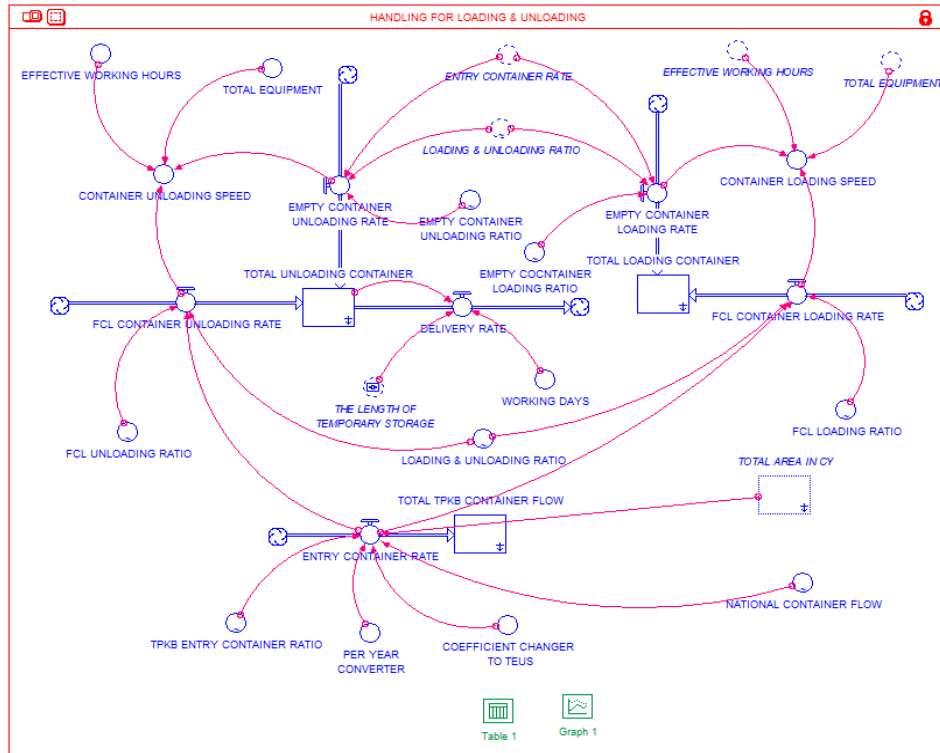 HANDLING FOR LOADING & UNLOADING
EFFECTIVE WORKING HOURS
TOTAL EQUIPMENT
ENTRY CONTAINER RATE
EFFECTIVE WORKING HOURS
TOTAL EQUIPMENT
LOADING & UNLOADING RATIO
CONTAINER UNLOADING SPEED
CONTAINER LOADING SPEED
EMPTY CONTAINER
UNLOADING RATE
EMPTY CONTAINER
UNLOADING RATIO
EMPTY CONTAINER
LOADING RATE
TOTAL UNLOADING CONTAINER
EMPTY COCNTAINER
LOADING RATIO
TOTAL LOADING CONTAINER
FCL CONTAINER UNLOADING RATE
DELIVERY RATE
FCL CONTAINER LOADING RATE
THE LENGTH OF
TEMPORARY STORAGE
WORKING DAYS
FCL UNLOADING RATIO
LOADING & UNLOADING RATIO
FCL LOADING RATIO
TOTAL AREA IN CY
TOTAL TPKB CONTAINER FLOW
ENTRY CONTAINER RATE
NATIONAL CONTAINER FLOW
TPKB ENTRY CONTAINER RATIO
PER YEAR
CONVERTER
COEFFICIENT CHANGER
TO TEUS
Table 1
Graph 1